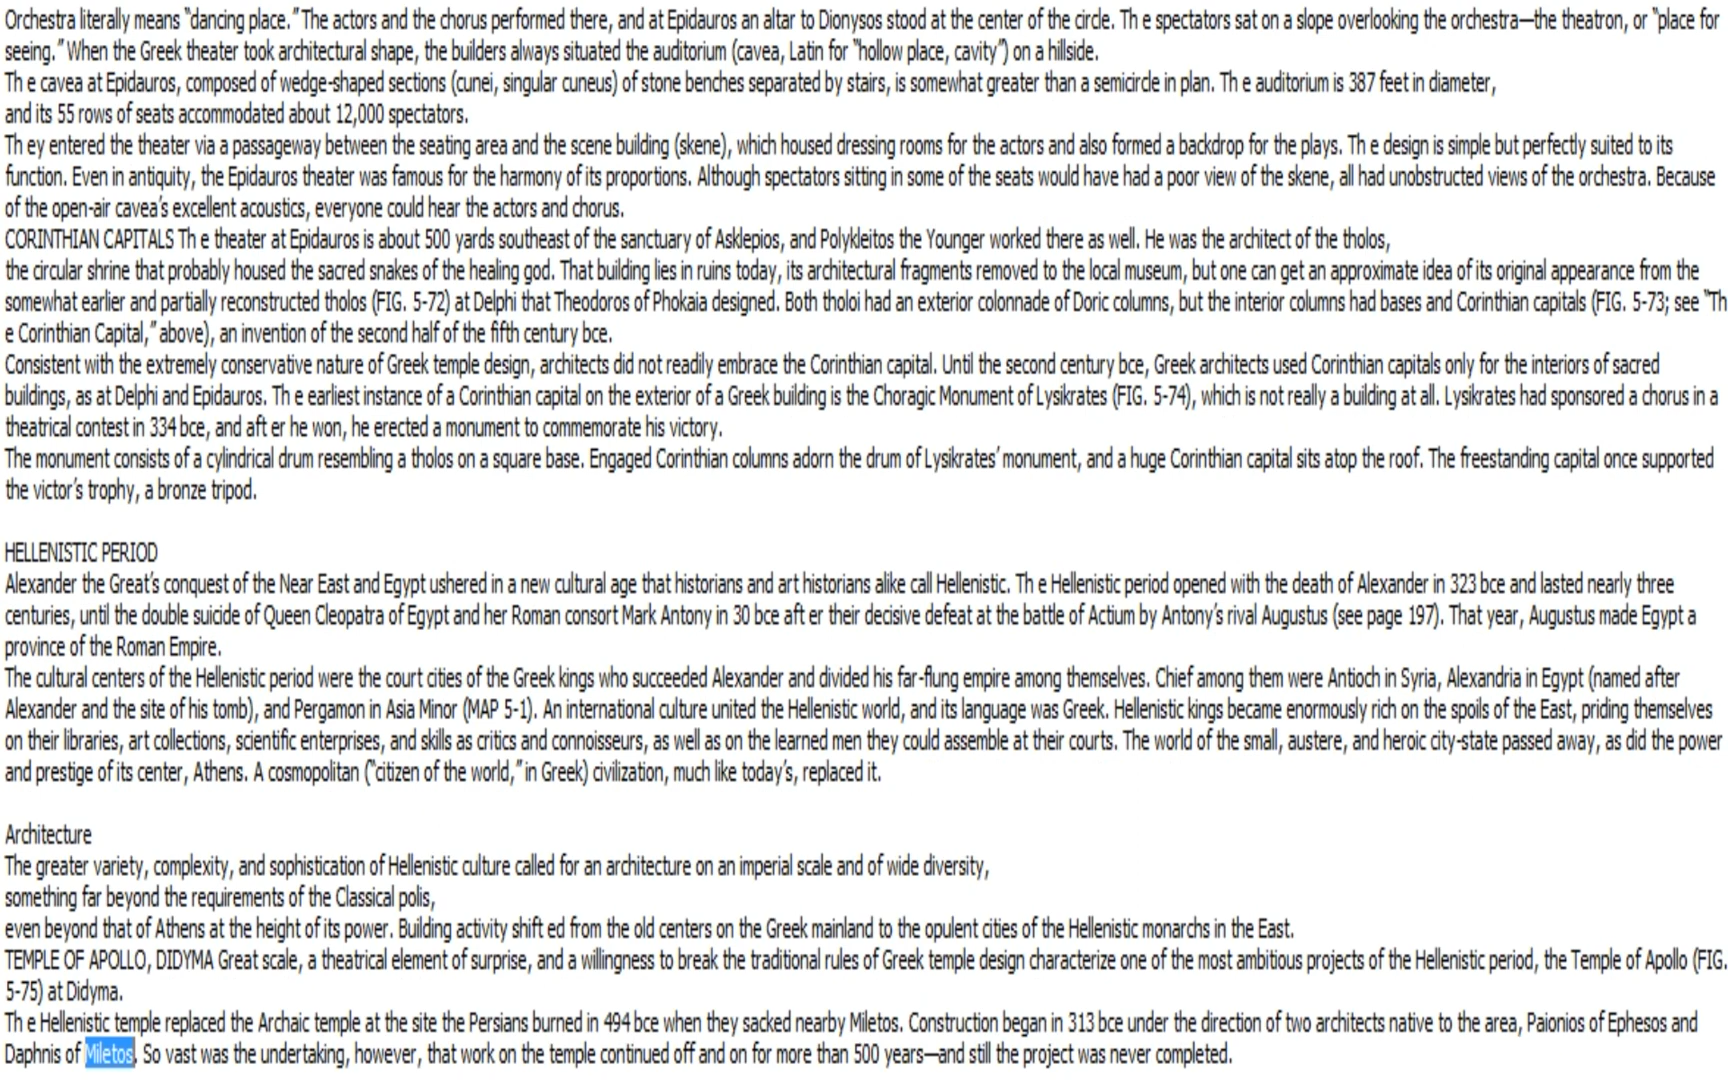 Orchestra literally means “dancing place.” The actors and the chorus performed there, and at Epidauros an altar to Dionysos stood at the center of the circle. Th e spectators sat on a slope overlooking the orchestra—the theatron, or “place for
seeing.” When the Greek theater took architectural shape, the builders always situated the auditorium (cavea, Latin for “hollow place, cavity”) on a hillside.
Th e cavea at Epidauros, composed of wedge-shaped sections (cunei, singular cuneus) of stone benches separated by stairs, is somewhat greater than a semicircle in plan. Th e auditorium is 387 feet in diameter,
and its 55 rows of seats accommodated about 12,000 spectators.
Th ey entered the theater via a passageway between the seating area and the scene building (skene), which housed dressing rooms for the actors and also formed a backdrop for the plays. Th e design is simple but perfectly suited to its
function. Even in antiquity, the Epidauros theater was famous for the harmony of its proportions. Although spectators sitting in some of the seats would have had a poor view of the skene, all had unobstructed views of the orchestra. Because
of the open-air cavea’s excellent acoustics, everyone could hear the actors and chorus.
CORINTHIAN CAPITALS Th e theater at Epidauros is about 500 yards southeast of the sanctuary of Asklepios, and Polykleitos the Younger worked there as well. He was the architect of the tholos,
the circular shrine that probably housed the sacred snakes of the healing god. That building lies in ruins today, its architectural fragments removed to the local museum, but one can get an approximate idea of its original appearance from the
somewhat earlier and partially reconstructed tholos (FIG. 5-72) at Delphi that Theodoros of Phokaia designed. Both tholoi had an exterior colonnade of Doric columns, but the interior columns had bases and Corinthian capitals (FIG. 5-73; see “Th
e Corinthian Capital,” above), an invention of the second half of the fifth century bce.
Consistent with the extremely conservative nature of Greek temple design, architects did not readily embrace the Corinthian capital. Until the second century bce, Greek architects used Corinthian capitals only for the interiors of sacred
buildings, as at Delphi and Epidauros. Th e earliest instance of a Corinthian capital on the exterior of a Greek building is the Choragic Monument of Lysikrates (FIG. 5-74), which is not really a building at all. Lysikrates had sponsored a chorus in a
theatrical contest in 334 bce, and aft er he won, he erected a monument to commemorate his victory.
The monument consists of a cylindrical drum resembling a tholos on a square base. Engaged Corinthian columns adorn the drum of Lysikrates’ monument, and a huge Corinthian capital sits atop the roof. The freestanding capital once supported
the victor’s trophy, a bronze tripod.
HELLENISTIC PERIOD
Alexander the Great’s conquest of the Near East and Egypt ushered in a new cultural age that historians and art historians alike call Hellenistic. Th e Hellenistic period opened with the death of Alexander in 323 bce and lasted nearly three
centuries, until the double suicide of Queen Cleopatra of Egypt and her Roman consort Mark Antony in 30 bce aft er their decisive defeat at the battle of Actium by Antony’s rival Augustus (see page 197). That year, Augustus made Egypt a
province of the Roman Empire.
The cultural centers of the Hellenistic period were the court cities of the Greek kings who succeeded Alexander and divided his far-flung empire among themselves. Chief among them were Antioch in Syria, Alexandria in Egypt (named after
Alexander and the site of his tomb), and Pergamon in Asia Minor (MAP 5-1). An international culture united the Hellenistic world, and its language was Greek. Hellenistic kings became enormously rich on the spoils of the East, priding themselves
on their libraries, art collections, scientific enterprises, and skills as critics and connoisseurs, as well as on the learned men they could assemble at their courts. The world of the small, austere, and heroic city-state passed away, as did the power
and prestige of its center, Athens. A cosmopolitan (“citizen of the world,” in Greek) civilization, much like today’s, replaced it.
Architecture
The greater variety, complexity, and sophistication of Hellenistic culture called for an architecture on an imperial scale and of wide diversity,
something far beyond the requirements of the Classical polis,
even beyond that of Athens at the height of its power. Building activity shift ed from the old centers on the Greek mainland to the opulent cities of the Hellenistic monarchs in the East.
TEMPLE OF APOLLO, DIDYMA Great scale, a theatrical element of surprise, and a willingness to break the traditional rules of Greek temple design characterize one of the most ambitious projects of the Hellenistic period, the Temple of Apollo (FIG.
5-75) at Didyma.
Th e Hellenistic temple replaced the Archaic temple at the site the Persians burned in 494 bce when they sacked nearby Miletos. Construction began in 313 bce under the direction of two architects native to the area, Paionios of Ephesos and
Daphnis of Miletos. So vast was the undertaking, however, that work on the temple continued off and on for more than 500 years—and still the project was never completed.